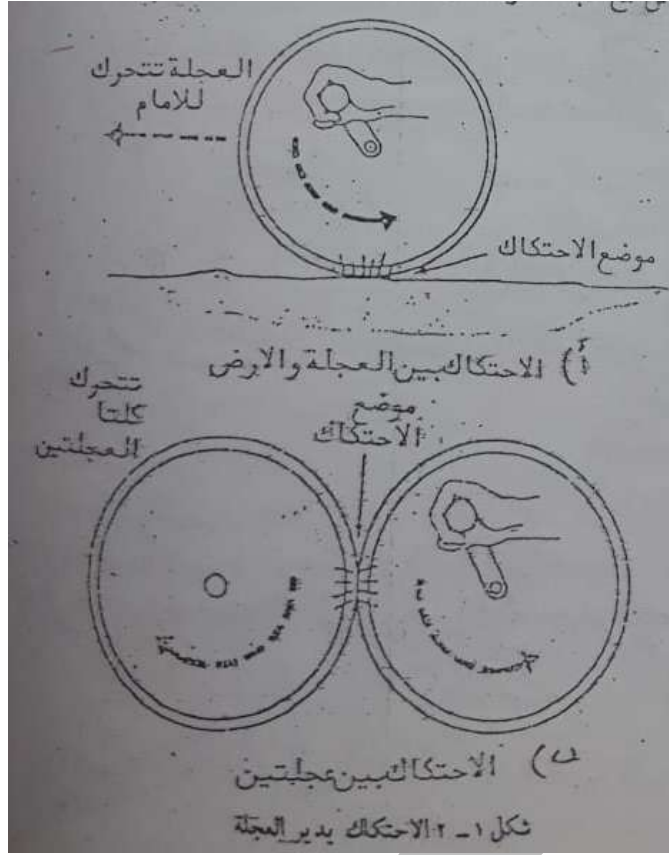 العجلة تتحرك
للامام
موضع الاحتكاك
أ) الاحتكاك بين العجلة والارض
تتحرك
كلتا
العجلتين
موضع
الاحتكاك
ب) الاحتكاك بين عجلتين
شكل ١ - ٢ الاحتكاك يدير العجلة